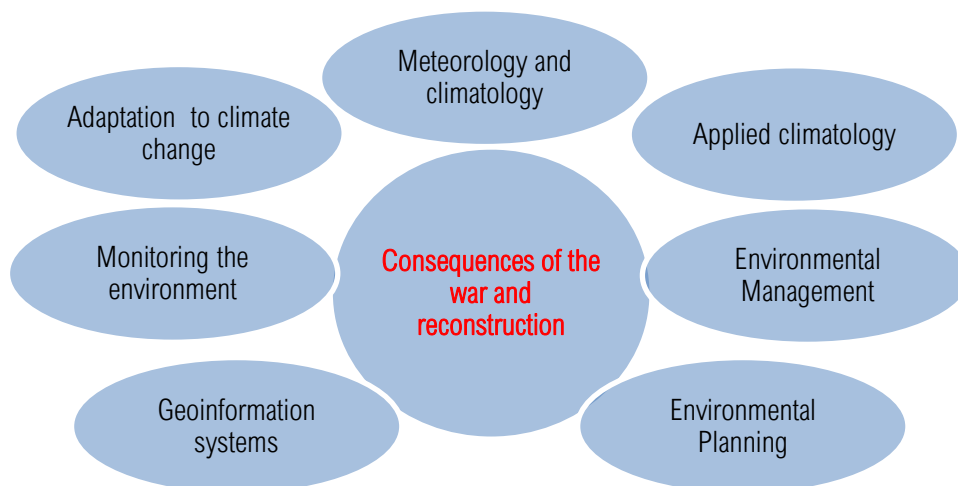 Meteorology and
climatology
Adaptation to climate
change
Applied climatology
Monitoring the
environment
Consequences of the
war and
reconstruction
Environmental
Management
Geoinformation
systems
Environmental
Planning